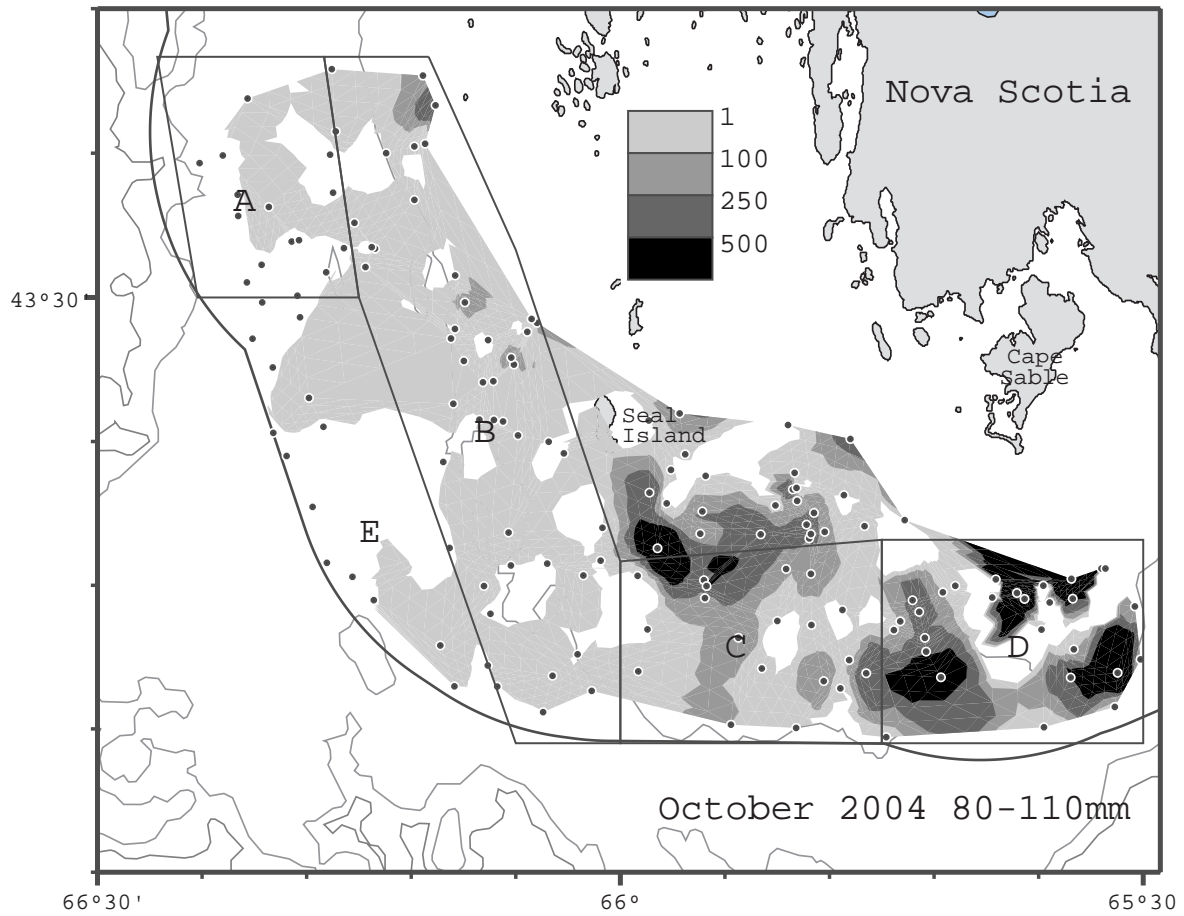 Nova Scotia
1
100
250
500
A
43°30'
Cape
Sable
Seal
Island
B
E
C
D
October 2004 80-110mm
66°30'
66°
65°30